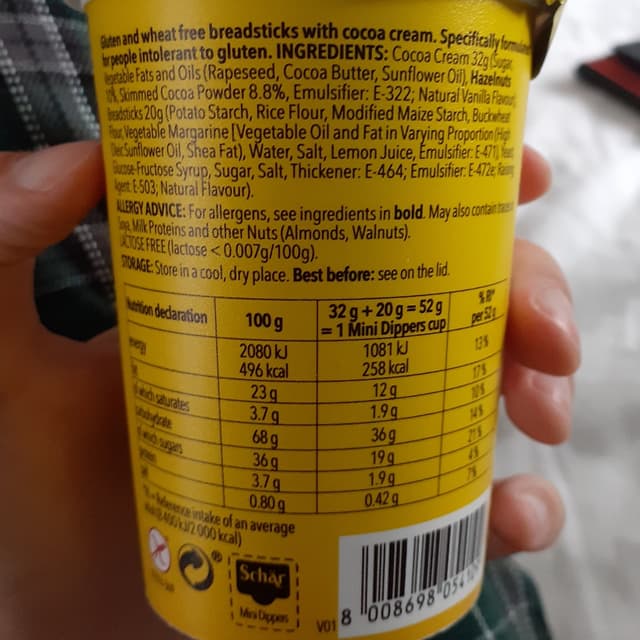 Gluten and wheat free breadsticks with cocoa cream. Specifically formulated
for people intolerant to gluten. INGREDIENTS: Cocoa Cream 32g (Sugar,
Vegetable Fats and Oils (Rapeseed, Cocoa Butter, Sunflower Oil), Hazelnuts
Skimmed Cocoa Powder 8.8%, Emulsifier: E-322; Natural Vanilla Flavour),
Breadsticks 20g (Potato Starch, Rice Flour, Modified Maize Starch, Buckwheat
Flour, Vegetable Margarine [Vegetable Oil and Fat in Varying Proportion (High
Oleic Sunflower Oil, Shea Fat), Water, Salt, Lemon Juice, Emulsifier: E-471], Yeast,
Glucose-Fructose Syrup, Sugar, Salt, Thickener: E-464; Emulsifier: E-472e; Raising
Agent: E-503; Natural Flavour).
ALLERGY ADVICE: For allergens, see ingredients in bold. May also contain traces
Soya, Milk Proteins and other Nuts (Almonds, Walnuts).
LACTOSE FREE (lactose < 0.007g/100g).
STORAGE: Store in a cool, dry place. Best before: see on the lid.
Nutrition declaration 100 g 32 g + 20 g = 52 g %RI*
= 1 Mini Dippers cup per 52g
energy 2080 kJ 1081 kJ 13%
496 kcal 258 kcal
fat 23 g 12 g 17%
of which saturates 3.7 g 1.9 g 10%
carbohydrate 68 g 36 g 14%
of which sugars 36 g 19 g 21%
protein 3.7 g 1.9 g 4%
salt 0.80 g 0.42 g 7%
*% = Reference intake of an average
adult (8 400 kJ/2 000 kcal)
Schär
Mini Dippers
V01
8 008698 0541